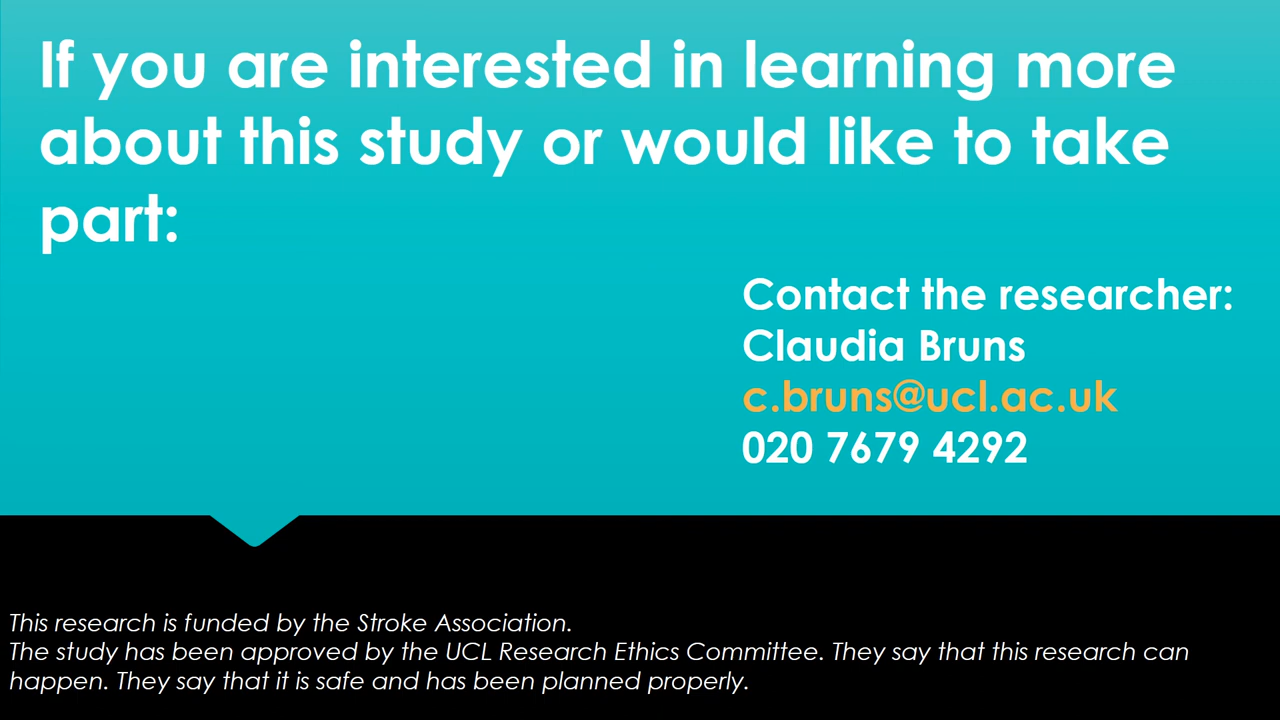 If you are interested in learning more
about this study or would like to take
part:
Contact the researcher:
Claudia Bruns
c.bruns@ucl.ac.uk
020 7679 4292
This research is funded by the Stroke Association.
The study has been approved by the UCL Research Ethics Committee. They say that this research can
happen. They say that it is safe and has been planned properly.